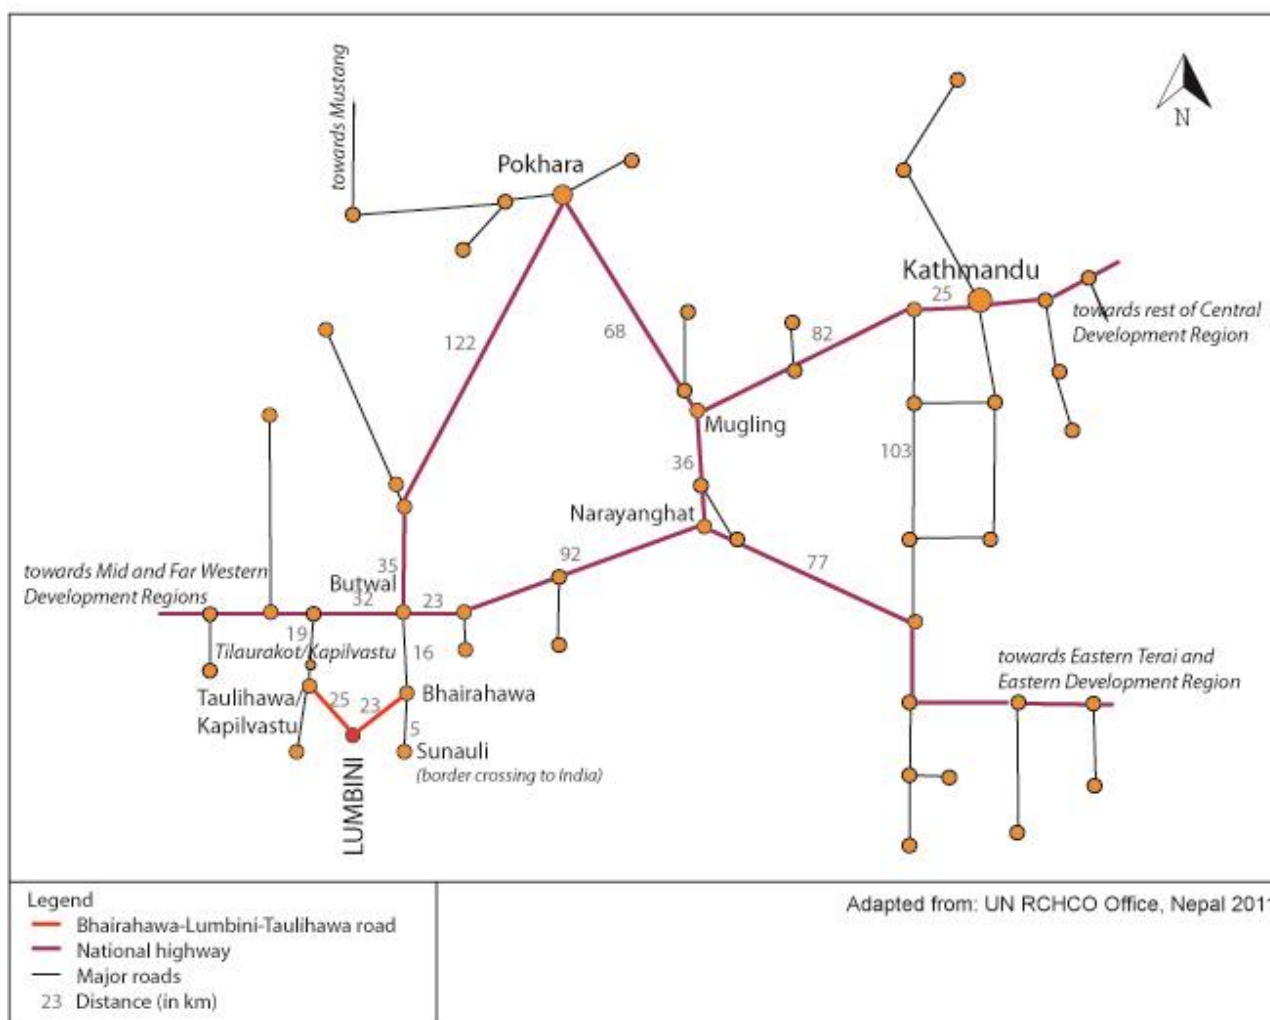 towards Mustang
N
Pokhara
Kathmandu
25
towards rest of Central
Development Region
122
68
82
Mugling
36
103
Narayanghat
92
77
35
towards Mid and Far Western
Development Regions
Butwal
32
23
19
Tilaurakot/Kapilvastu
16
towards Eastern Terai and
Eastern Development Region
Taulihawa/
Kapilvastu
25
23
Bhairahawa
5
Sunauli
(border crossing to India)
LUMBINI
Legend
Bhairahawa-Lumbini-Taulihawa road
National highway
Major roads
23 Distance (in km)
Adapted from: UN RCHCO Office, Nepal 2011